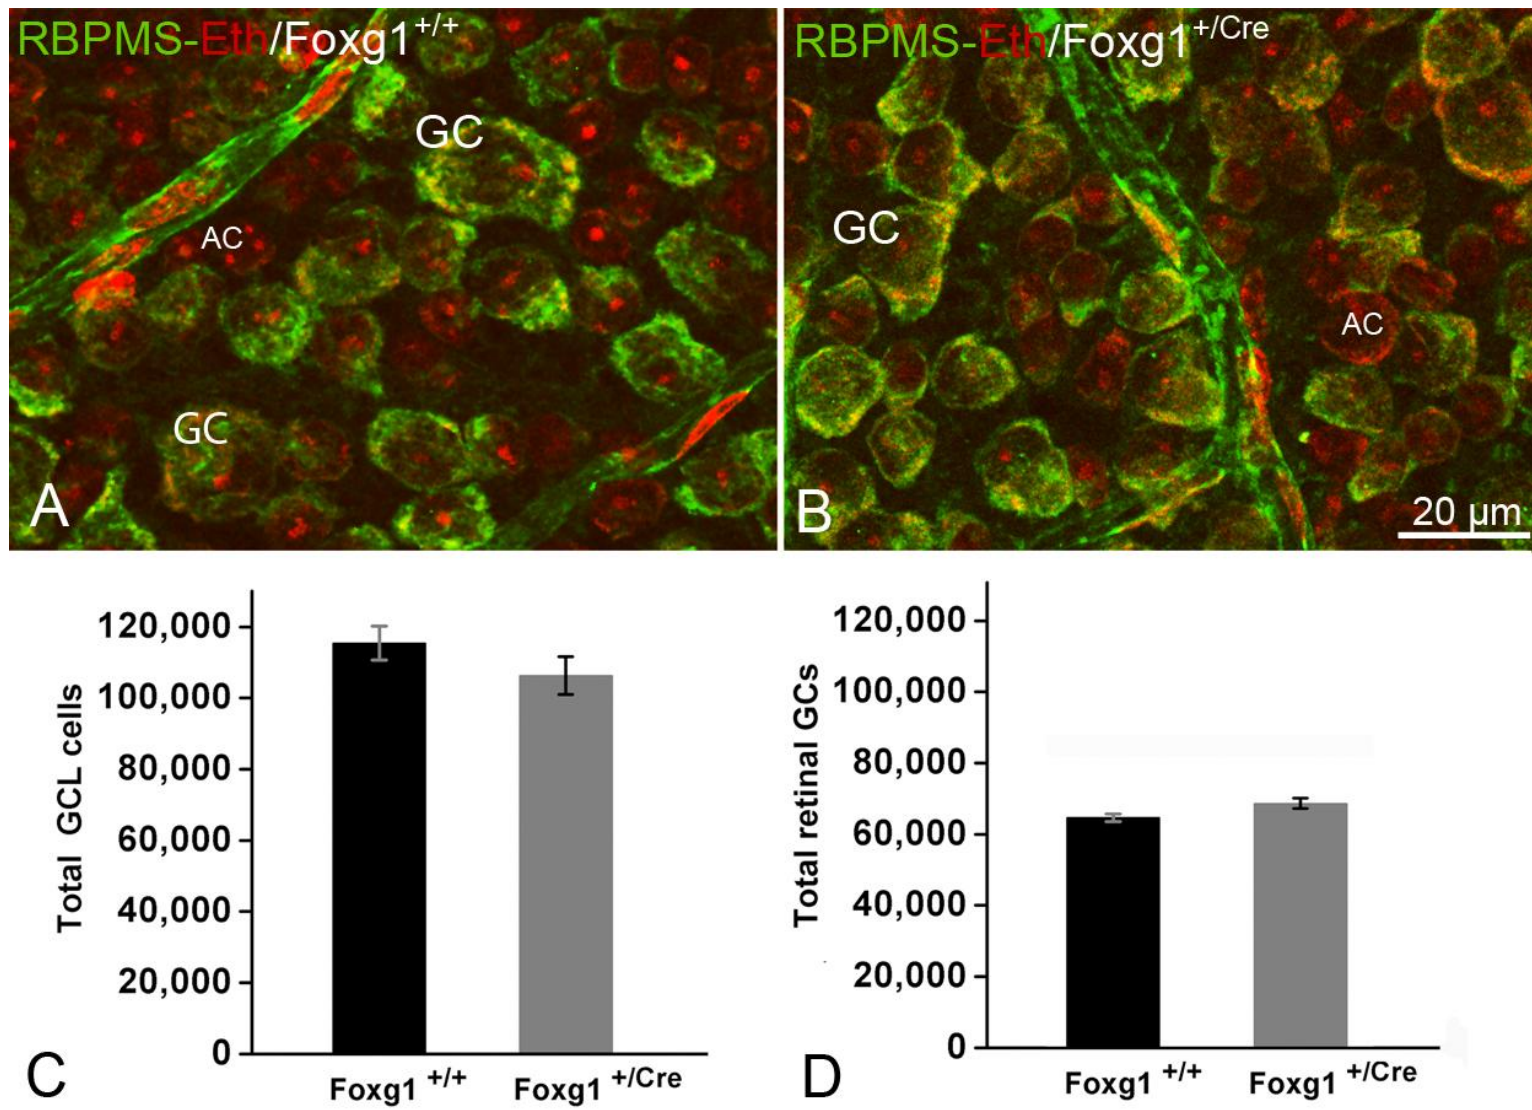 RBPMS-Eth/Foxg1+/+
GC
AC
GC
A
RBPMS-Eth/Foxg1+/Cre
GC
AC
B
20 µm
Total GCL cells
120,000
100,000
80,000
60,000
40,000
20,000
0
Foxg1 +/+
Foxg1 +/Cre
C
Total retinal GCs
120,000
100,000
80,000
60,000
40,000
20,000
0
Foxg1 +/+
Foxg1 +/Cre
D